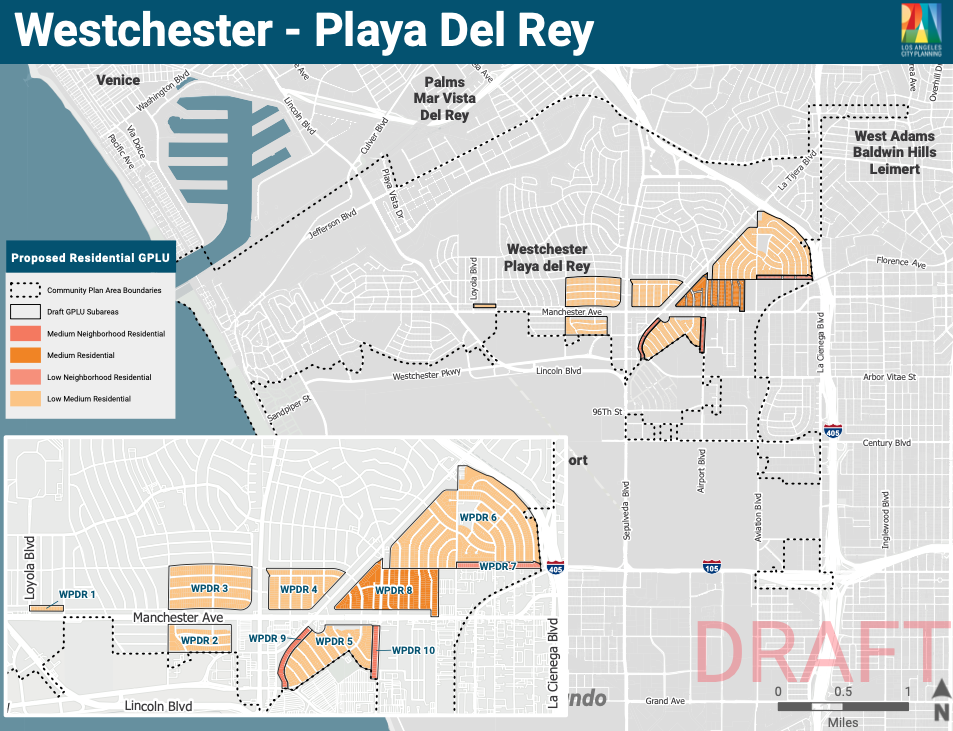 Westchester - Playa Del Rey
LOS ANGELES
CITY PLANNING
Venice
Washington Blvd
Via Dolce
Pacific Ave
Lincoln Blvd
Culver Blvd
Palms
Mar Vista
Del Rey
Overhill D
West Adams
Baldwin Hills
Leimert
La Tijera Blvd
Playa Vista Dr
Jefferson Blvd
Westchester
Playa del Rey
Loyola Blvd
Florence Ave
Manchester Ave
La Cienega Blvd
Westchester Pkwy
Lincoln Blvd
Arbor Vitae St
Sandpiper St
96Th St
405
Century Blvd
ort
Sepulveda Blvd
Airport Blvd
Aviation Blvd
Inglewood Blvd
105
Proposed Residential GPLU
Community Plan Area Boundaries
Draft GPLU Subareas
Medium Neighborhood Residential
Medium Residential
Low Neighborhood Residential
Low Medium Residential
Loyola Blvd
WPDR 6
WPDR 7
405
WPDR 1
WPDR 3
WPDR 4
WPDR 8
Manchester Ave
WPDR 2
WPDR 9
WPDR 5
WPDR 10
La Cienega Blvd
Lincoln Blvd
ndo
Grand Ave
DRAFT
0 0.5 1
Miles
N